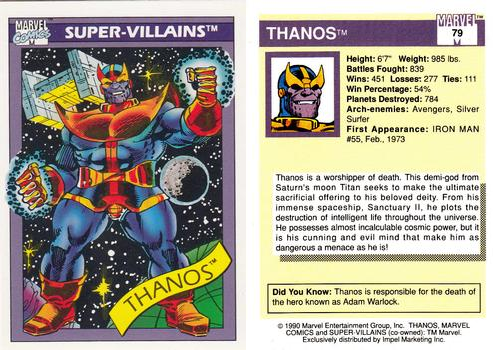 MARVEL
COMICS
SUPER-VILLAINS™
THANOS™
THANOS™
MARVEL™
79
Height: 6'7" Weight: 985 lbs.
Battles Fought: 839
Wins: 451 Losses: 277 Ties: 111
Win Percentage: 54%
Planets Destroyed: 784
Arch-enemies: Avengers, Silver
Surfer
First Appearance: IRON MAN
#55, Feb., 1973
Thanos is a worshipper of death. This demi-god from
Saturn's moon Titan seeks to make the ultimate
sacrificial offering to his beloved deity. From his
immense spaceship, Sanctuary II, he plots the
destruction of intelligent life throughout the universe.
He possesses almost incalculable cosmic power, but it
is his cunning and evil mind that make him as
dangerous a menace as he is!
Did You Know: Thanos is responsible for the death of
the hero known as Adam Warlock.
© 1990 Marvel Entertainment Group, Inc. THANOS, MARVEL
COMICS and SUPER-VILLAINS (co-owned): TM Marvel.
Exclusively distributed by Impel Marketing Inc.